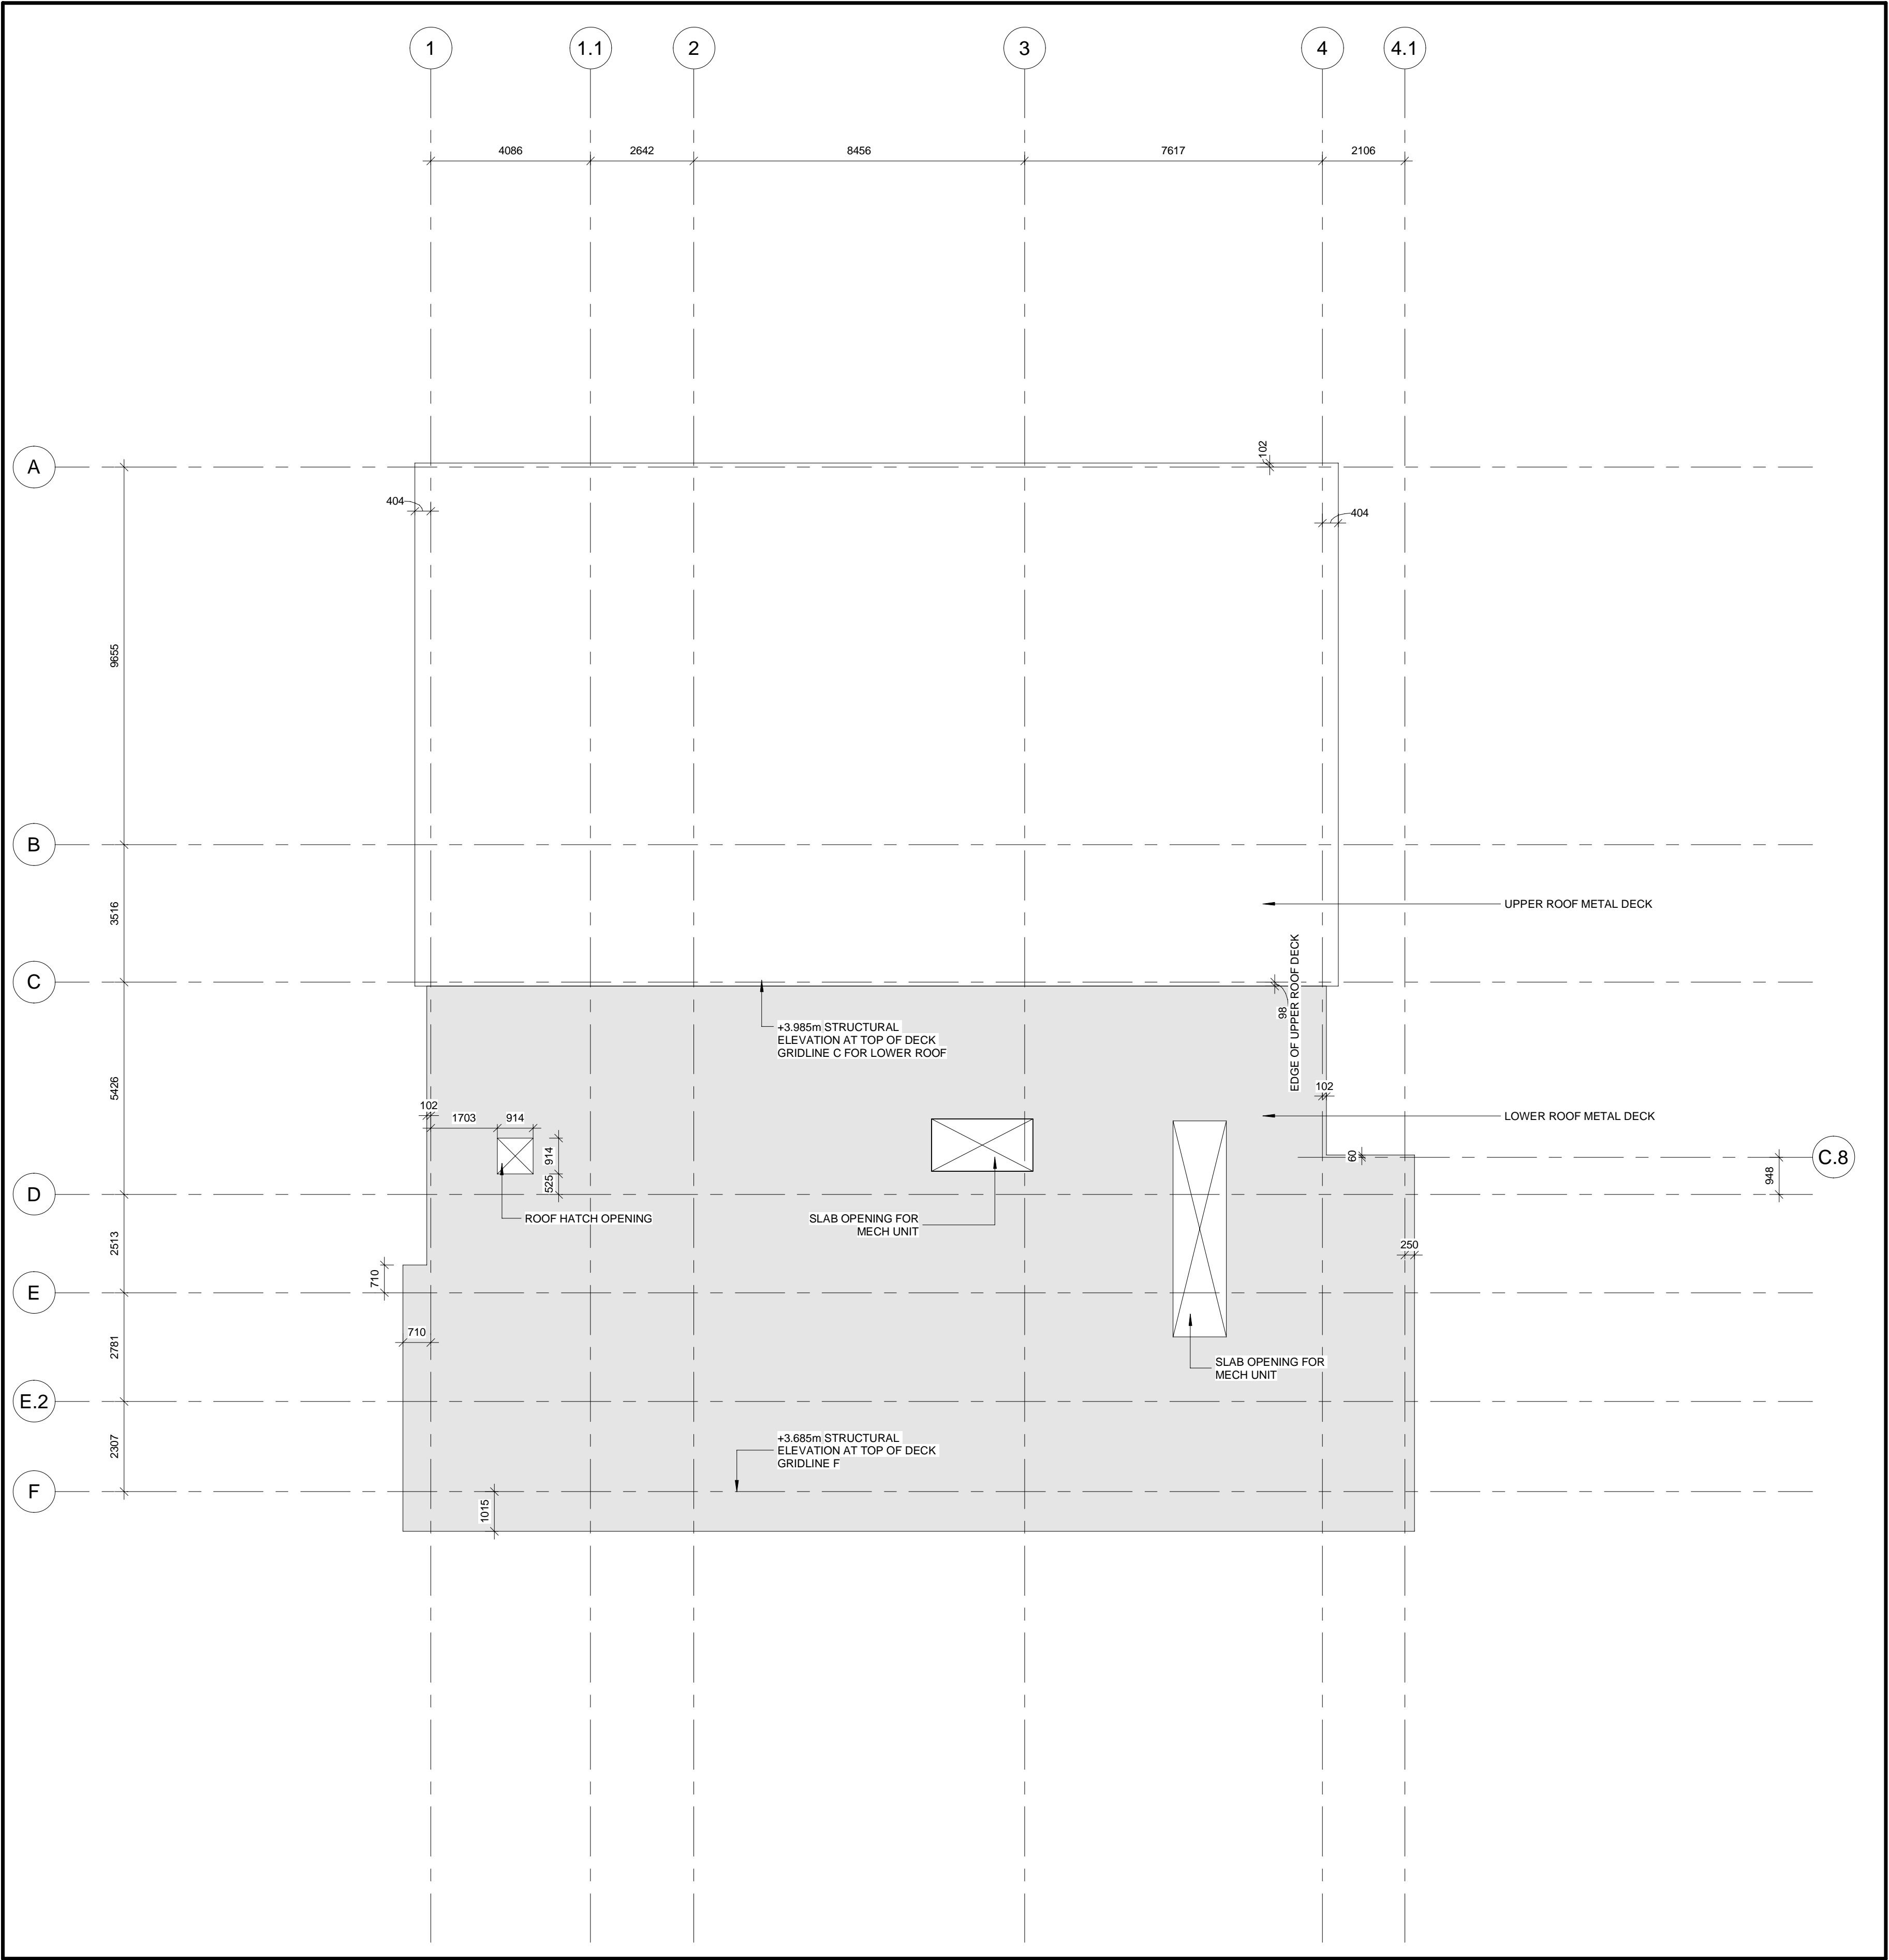 1
1.1
2
3
4
4.1
4086
2642
8456
7617
2106
A
102
404
404
9655
B
3516
UPPER ROOF METAL DECK
C
98
EDGE OF UPPER ROOF DECK
+3.985m STRUCTURAL
ELEVATION AT TOP OF DECK
GRIDLINE C FOR LOWER ROOF
5426
102
102
1703
914
LOWER ROOF METAL DECK
914
60
C.8
948
525
D
ROOF HATCH OPENING
SLAB OPENING FOR
MECH UNIT
2513
250
710
E
710
2781
SLAB OPENING FOR
MECH UNIT
E.2
+3.685m STRUCTURAL
ELEVATION AT TOP OF DECK
GRIDLINE F
2307
F
1015